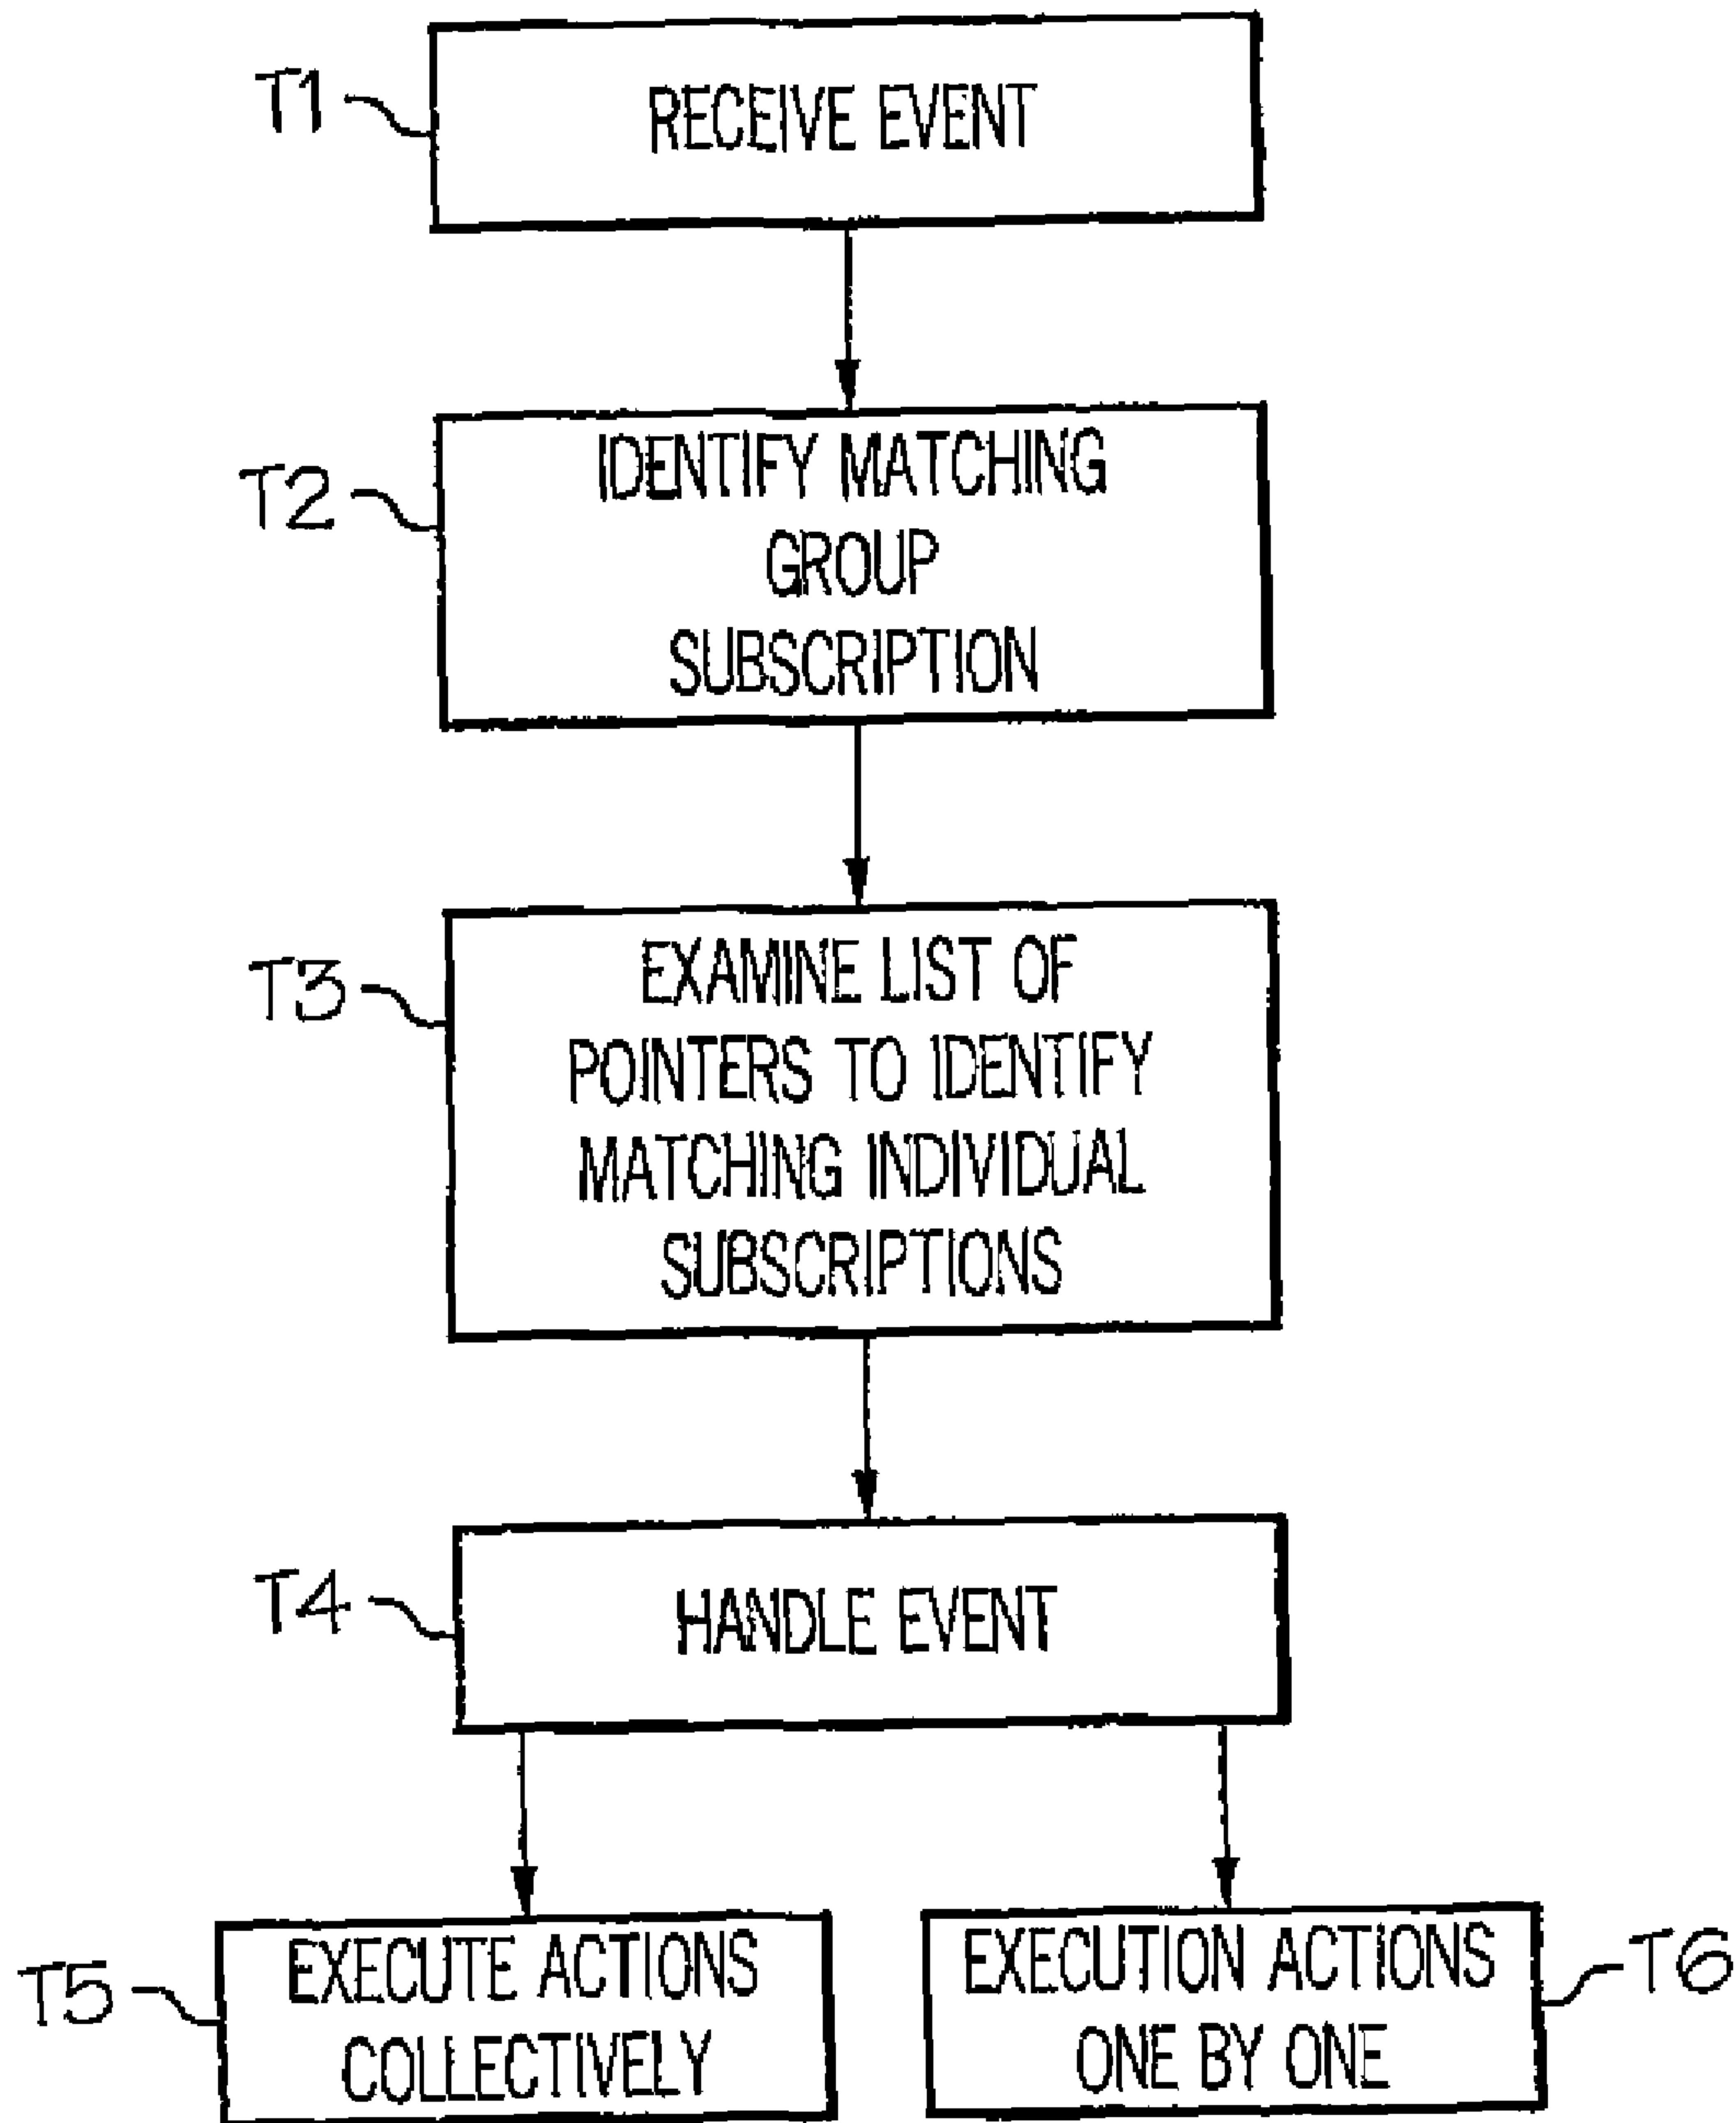 T1
RECEIVE EVENT
T2
IDENTIFY MATCHING
GROUP
SUBSCRIPTION
T3
EXAMINE LIST OF
POINTERS TO IDENTIFY
MATCHING INDIVIDUAL
SUBSCRIPTIONS
T4
HANDLE EVENT
T5
EXECUTE ACTIONS
COLLECTIVELY
EXECUTION ACTIONS
ONE BY ONE
T6